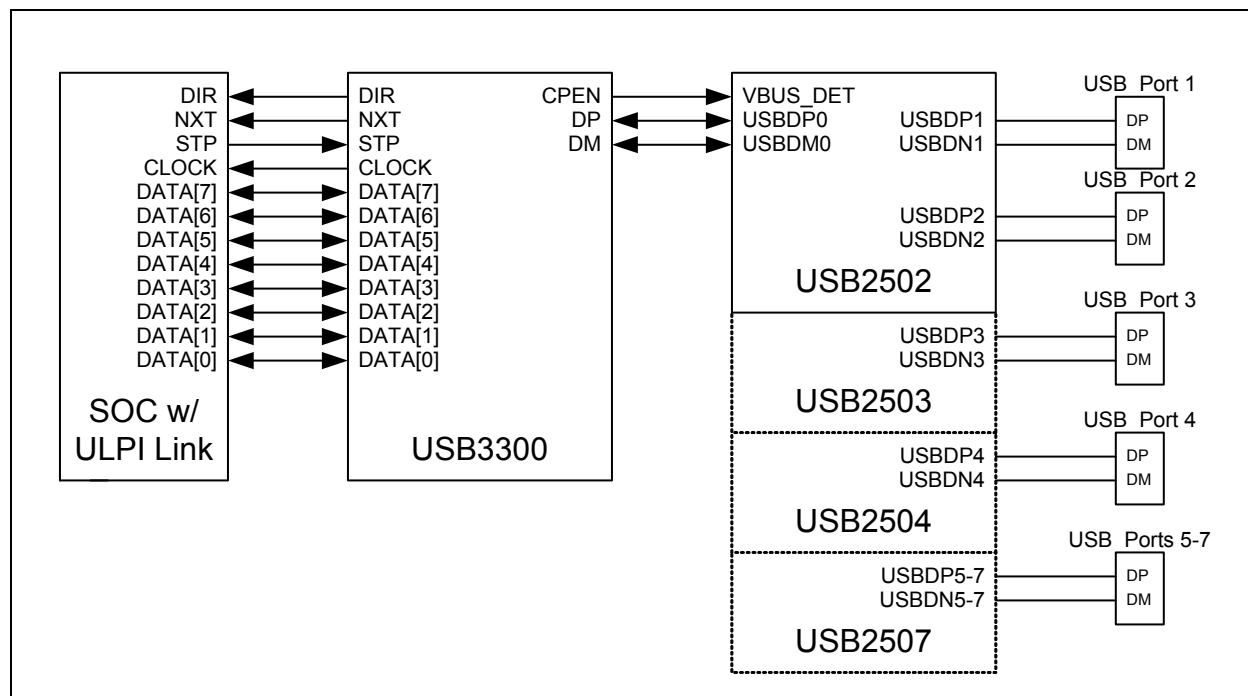 USB Port 1
DIR
DIR
CPEN
VBUS_DET
NXT
NXT
DP
USBDP0
USBDP1
DP
STP
STP
DM
USBDM0
USBDN1
DM
CLOCK
CLOCK
USB Port 2
DATA[7]
DATA[7]
DATA[6]
DATA[6]
USBDP2
DP
DATA[5]
DATA[5]
USBDN2
DM
DATA[4]
DATA[4]
USB2502
DATA[3]
DATA[3]
USB Port 3
DATA[2]
DATA[2]
DATA[1]
DATA[1]
USBDP3
DP
DATA[0]
DATA[0]
USBDN3
DM
USB2503
SOC w/
ULPI Link
USB3300
USB Port 4
USBDP4
DP
USBDN4
DM
USB2504
USB Ports 5-7
USBDP5-7
DP
USBDN5-7
DM
USB2507